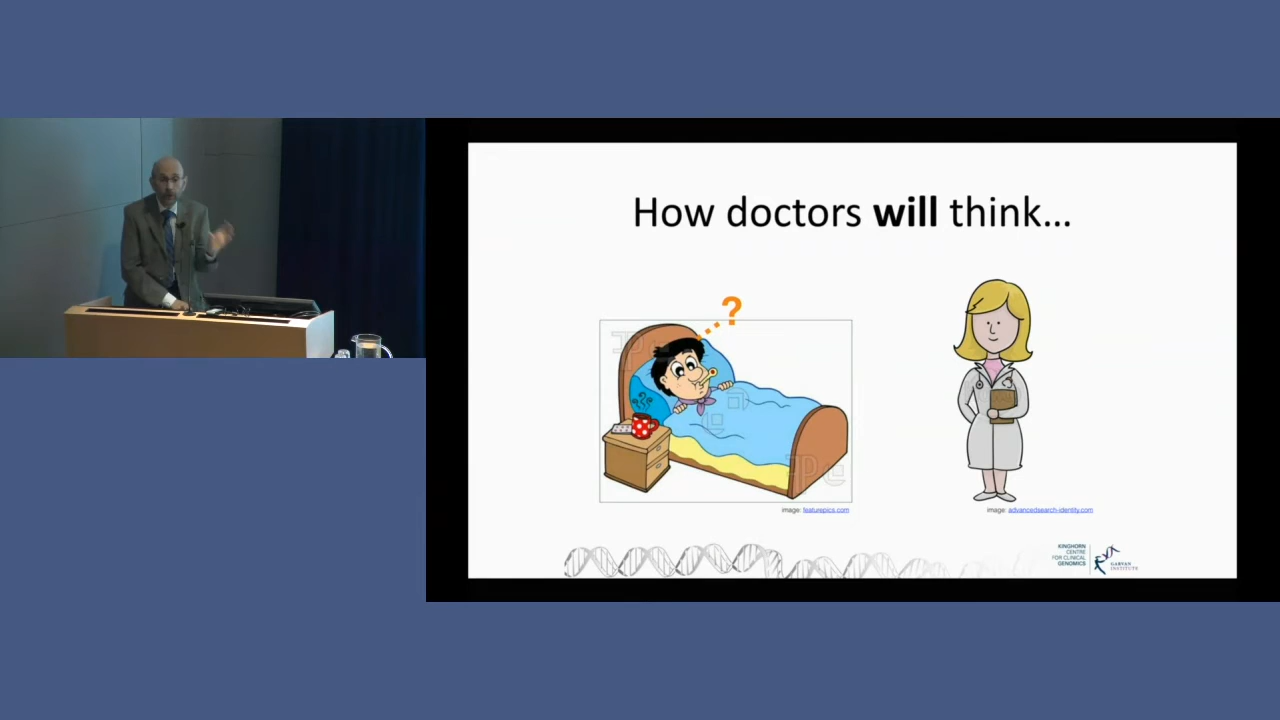 How doctors will think...
?
image: featurepics.com
image: advancedsearch-identity.com
KINGHORN
CENTRE
FOR CLINICAL
GENOMICS
GARVAN
INSTITUTE